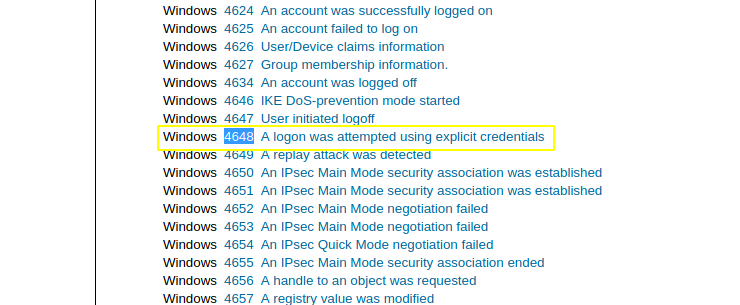 Windows 4624 An account was successfully logged on
Windows 4625 An account failed to log on
Windows 4626 User/Device claims information
Windows 4627 Group membership information.
Windows 4634 An account was logged off
Windows 4646 IKE DoS-prevention mode started
Windows 4647 User initiated logoff
Windows 4648 A logon was attempted using explicit credentials
Windows 4649 A replay attack was detected
Windows 4650 An IPsec Main Mode security association was established
Windows 4651 An IPsec Main Mode security association was established
Windows 4652 An IPsec Main Mode negotiation failed
Windows 4653 An IPsec Main Mode negotiation failed
Windows 4654 An IPsec Quick Mode negotiation failed
Windows 4655 An IPsec Main Mode security association ended
Windows 4656 A handle to an object was requested
Windows 4657 A registry value was modified